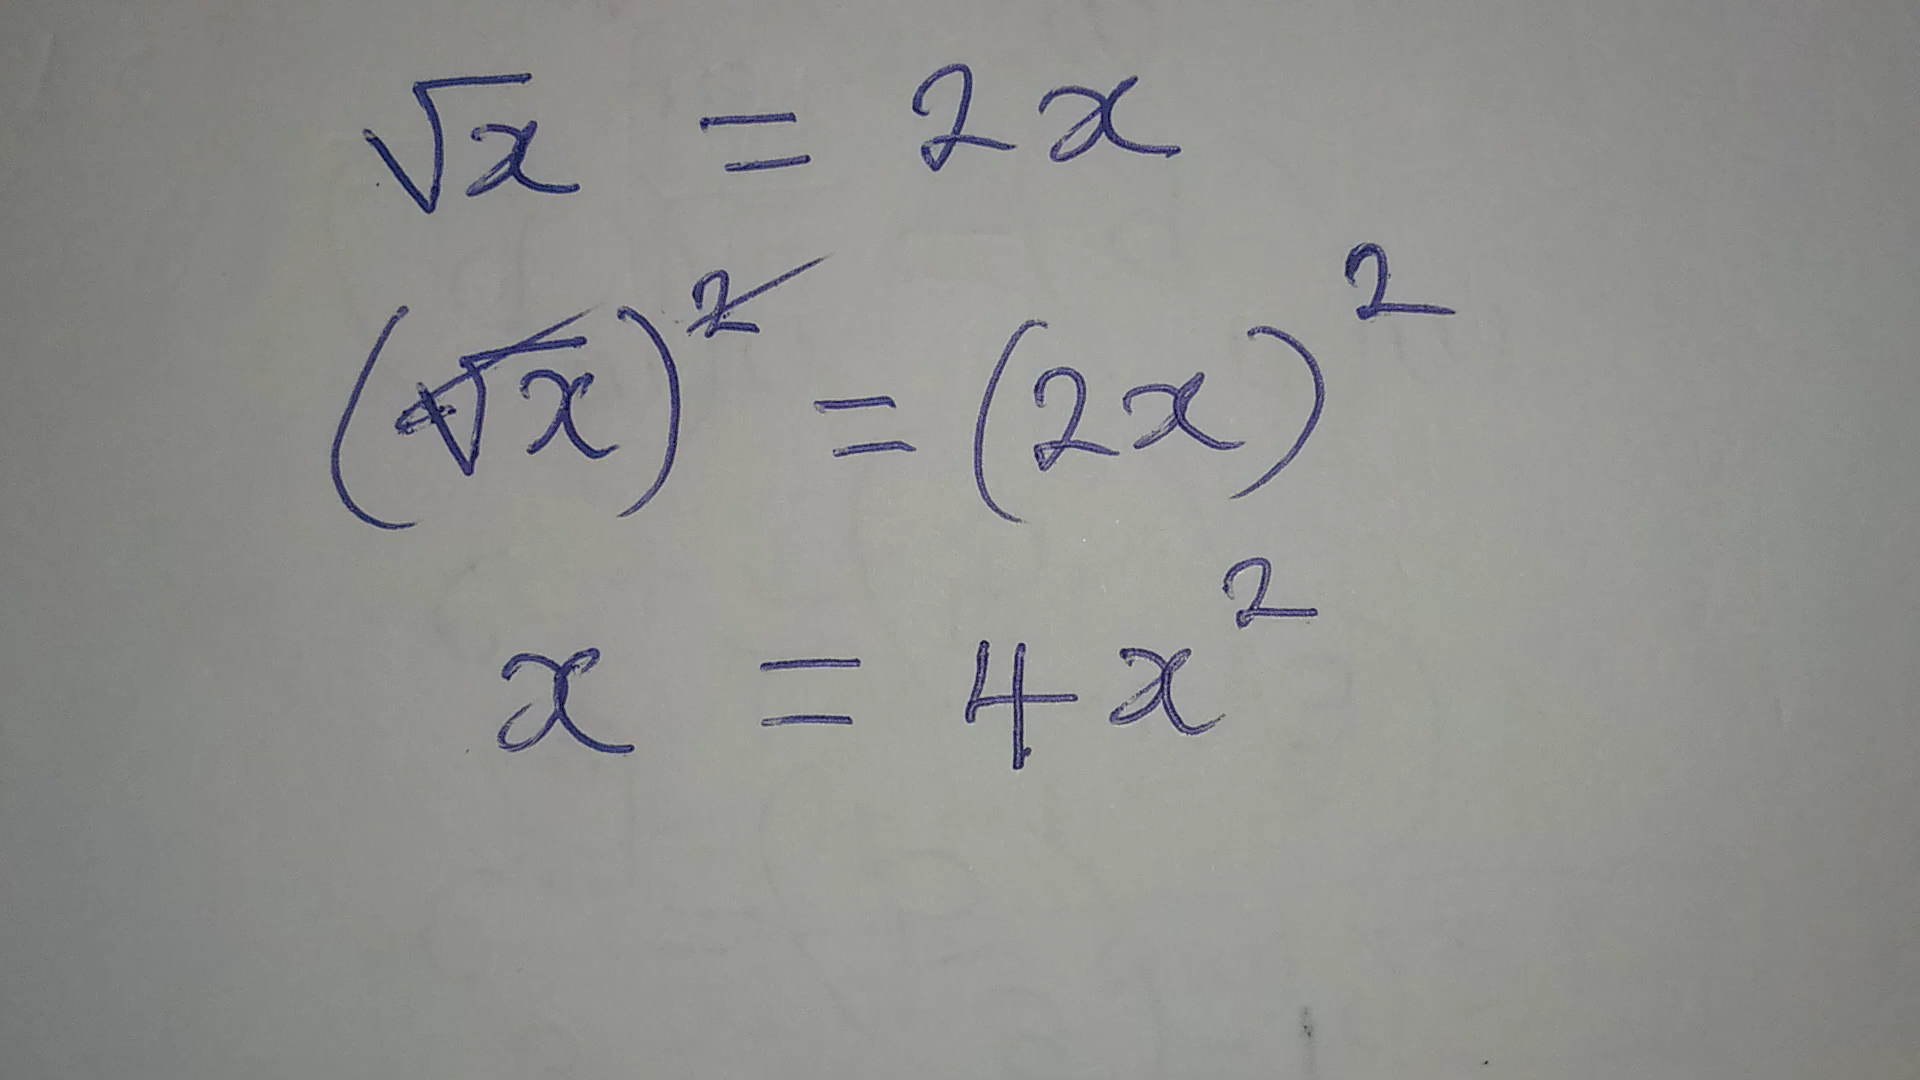 √x = 2x
(√x)² = (2x)²
x = 4x²